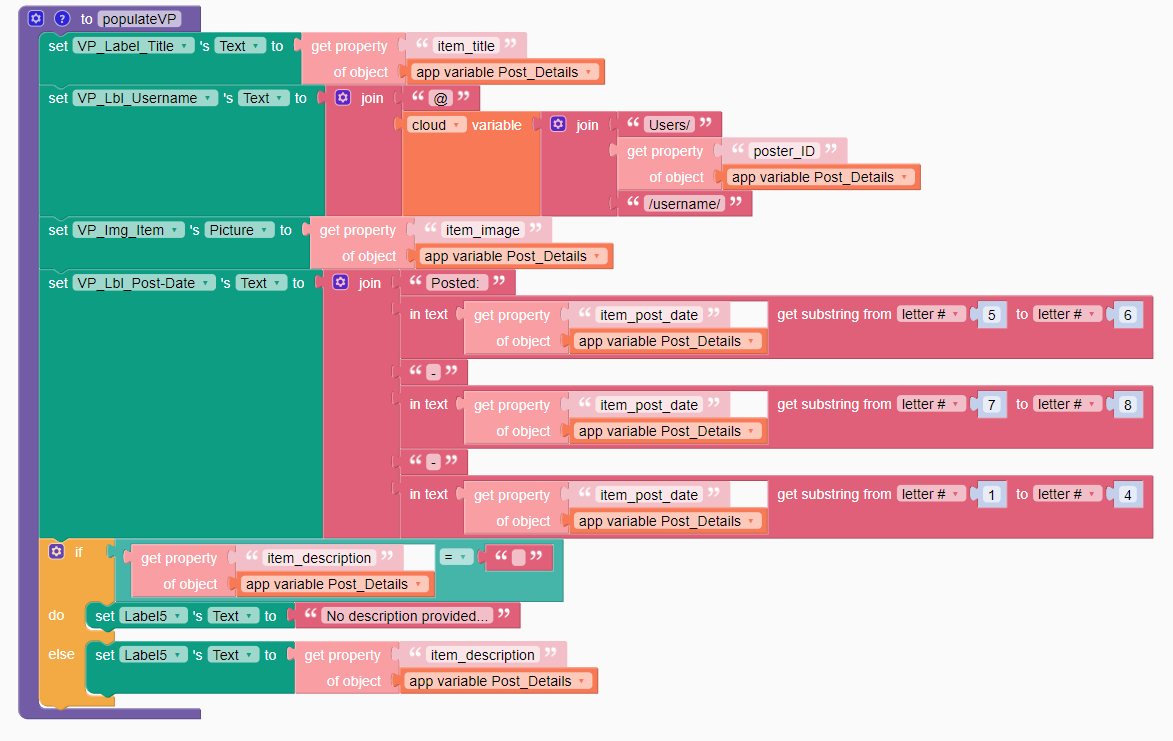 ? to populateVP
set VP_Label_Title 's Text to get property “ item_title ”
of object app variable Post_Details
set VP_Lbl_Username 's Text to join “ @ ”
cloud variable join “ Users/ ”
get property “ poster_ID ”
of object app variable Post_Details
“ /username/ ”
set VP_Img_Item 's Picture to get property “ item_image ”
of object app variable Post_Details
set VP_Lbl_Post-Date 's Text to join “ Posted: ”
in text get property “ item_post_date ” get substring from letter # 5 to letter # 6
of object app variable Post_Details
“ - ”
in text get property “ item_post_date ” get substring from letter # 7 to letter # 8
of object app variable Post_Details
“ - ”
in text get property “ item_post_date ” get substring from letter # 1 to letter # 4
of object app variable Post_Details
if get property “ item_description ” = “ ”
of object app variable Post_Details
do set Label5 's Text to “ No description provided... ”
else set Label5 's Text to get property “ item_description ”
of object app variable Post_Details